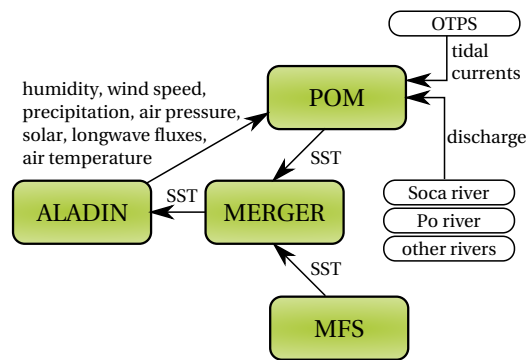 OTPS
tidal
currents
humidity, wind speed,
precipitation, air pressure,
solar, longwave fluxes,
air temperature
POM
discharge
SST
Soca river
Po river
other rivers
ALADIN
SST
MERGER
SST
MFS